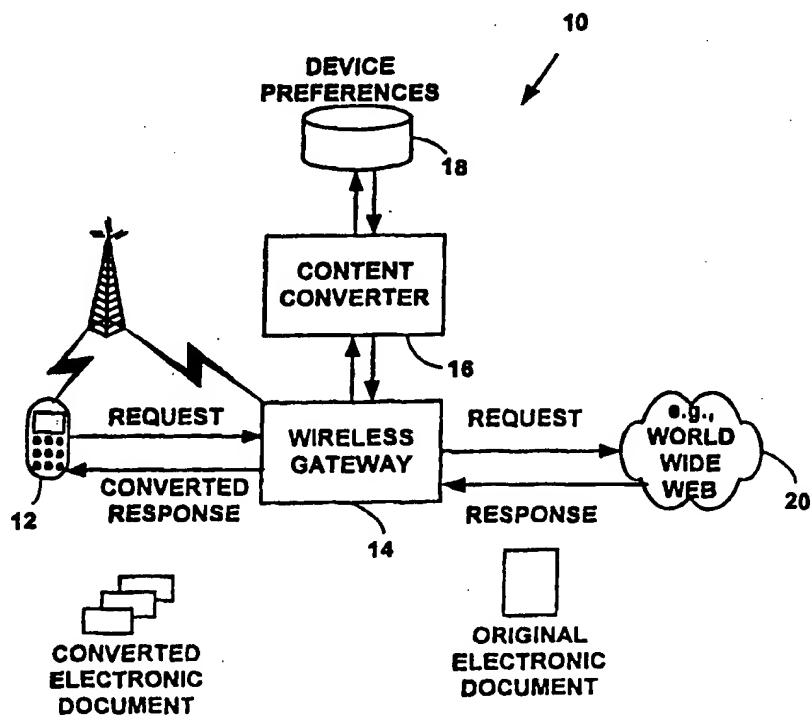 10
DEVICE
PREFERENCES
18
CONTENT
CONVERTER
16
REQUEST
WIRELESS
GATEWAY
REQUEST
e.g.,
WORLD
WIDE
WEB
20
CONVERTED
RESPONSE
RESPONSE
12
14
CONVERTED
ELECTRONIC
DOCUMENT
ORIGINAL
ELECTRONIC
DOCUMENT